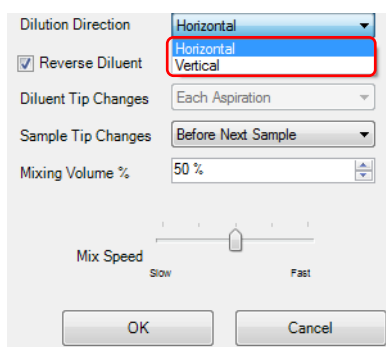 Dilution Direction Horizontal
Horizontal
Reverse Diluent Vertical
Diluent Tip Changes Each Aspiration
Sample Tip Changes Before Next Sample
Mixing Volume % 50 %
Mix Speed
Slow Fast
OK Cancel